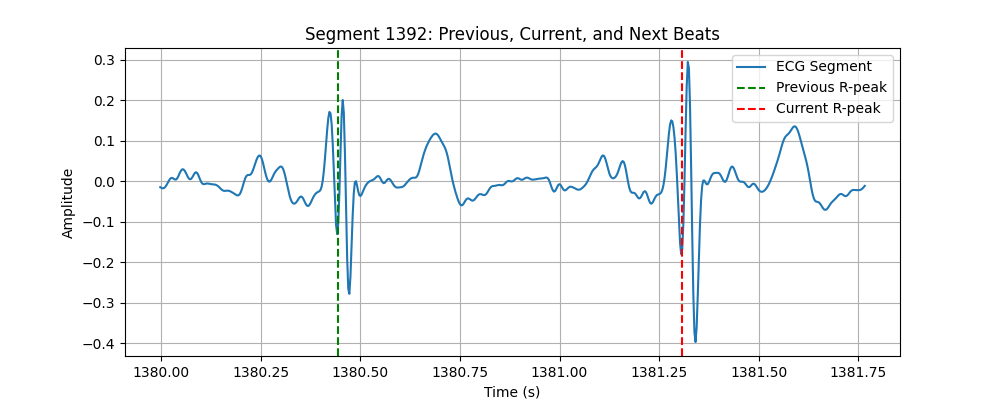 Segment 1392: Previous, Current, and Next Beats
ECG Segment
Previous R-peak
Current R-peak
0.3
0.2
0.1
0.0
−0.1
−0.2
−0.3
−0.4
Amplitude
1380.00 1380.25 1380.50 1380.75 1381.00 1381.25 1381.50 1381.75
Time (s)